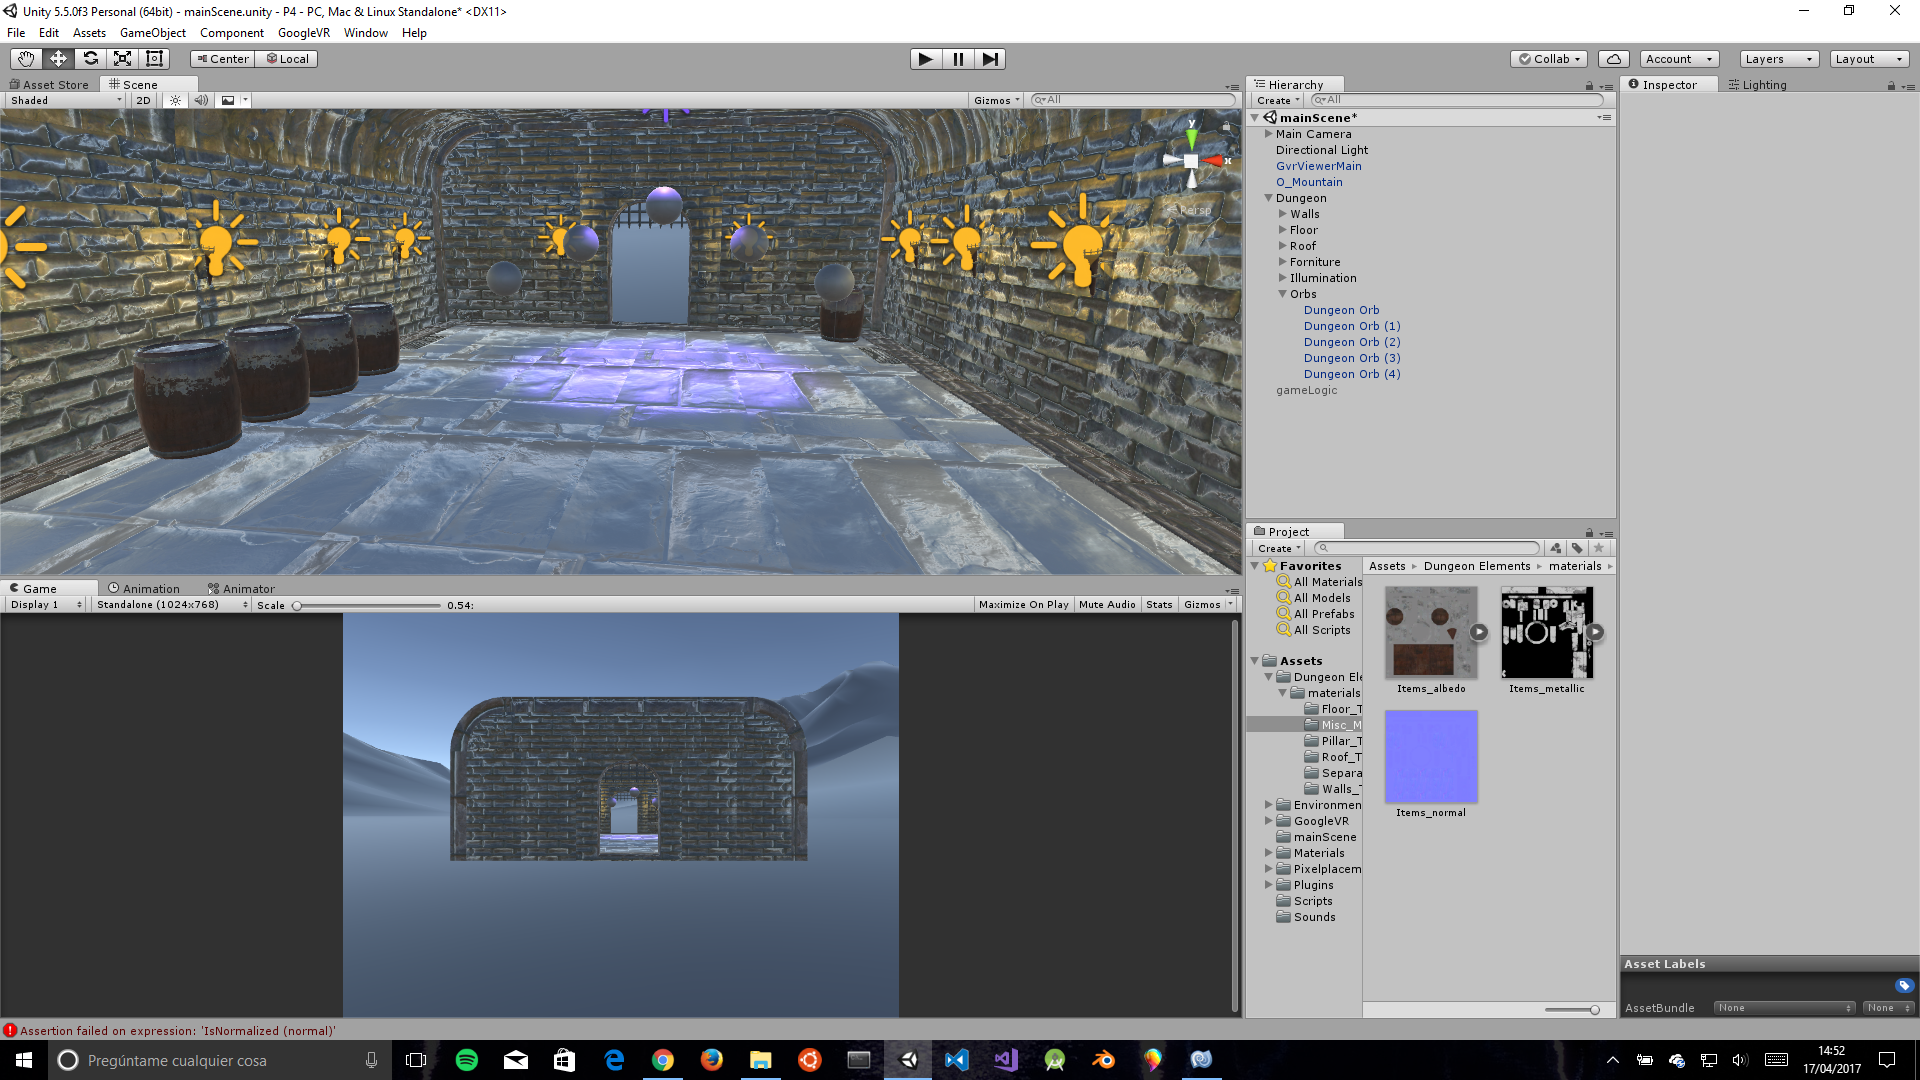 Unity 5.5.0f3 Personal (64bit) - mainScene.unity - P4 - PC, Mac & Linux Standalone* <DX11>
File Edit Assets GameObject Component GoogleVR Window Help
Center Local
Collab Account Layers Layout
Asset Store Scene
Shaded 2D Gizmos All
y
x
Persp
Hierarchy
Create All
mainScene*
Main Camera
Directional Light
GvrViewerMain
O_Mountain
Dungeon
Walls
Floor
Roof
Forniture
Illumination
Orbs
Dungeon Orb
Dungeon Orb (1)
Dungeon Orb (2)
Dungeon Orb (3)
Dungeon Orb (4)
gameLogic
Inspector Lighting
Game Animation Animator
Display 1 Standalone (1024x768) Scale 0.54: Maximize On Play Mute Audio Stats Gizmos
Project
Create
Favorites
All Materials
All Models
All Prefabs
All Scripts
Assets
Dungeon Ele
materials
Floor_T
Misc_M
Pillar_T
Roof_T
Separa
Walls_T
Environmen
GoogleVR
mainScene
Materials
Pixelplacem
Plugins
Scripts
Sounds
Assets Dungeon Elements materials
Items_albedo Items_metallic
Items_normal
Asset Labels
AssetBundle None None
Assertion failed on expression: 'IsNormalized (normal)'
Pregúntame cualquier cosa
14:52
17/04/2017